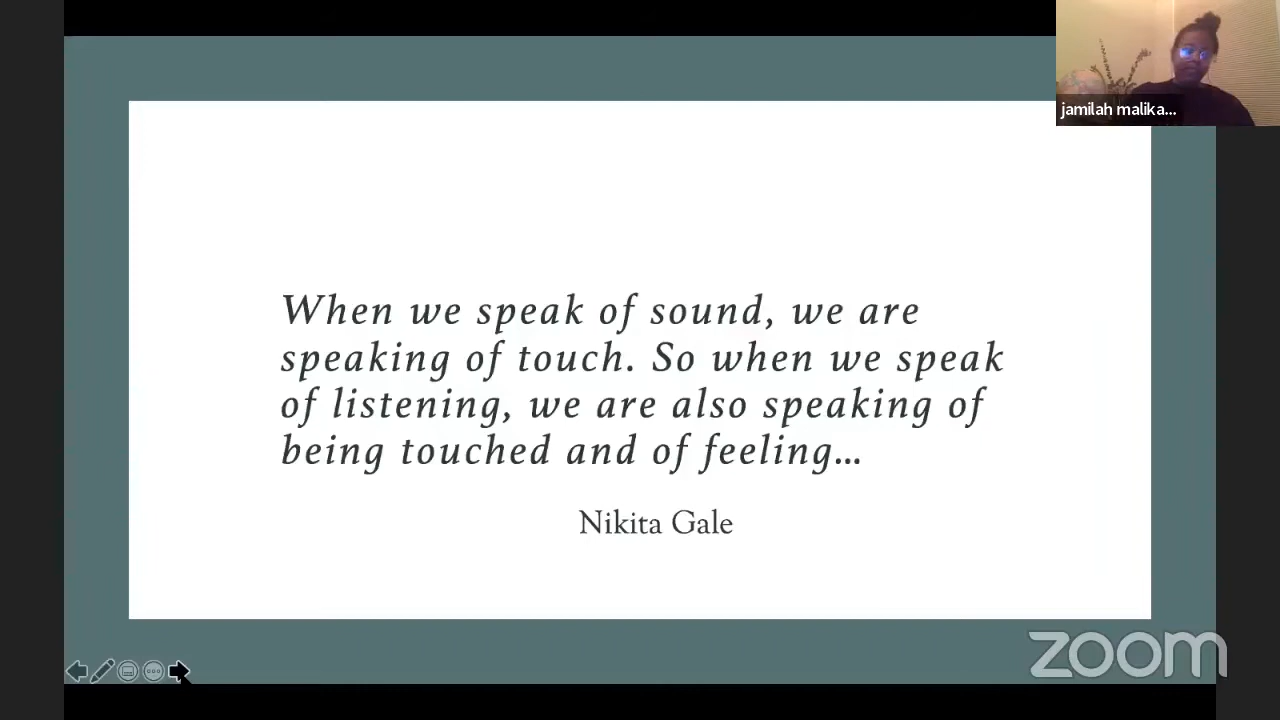 jamilah malika...
When we speak of sound, we are
speaking of touch. So when we speak
of listening, we are also speaking of
being touched and of feeling...
Nikita Gale
zoom